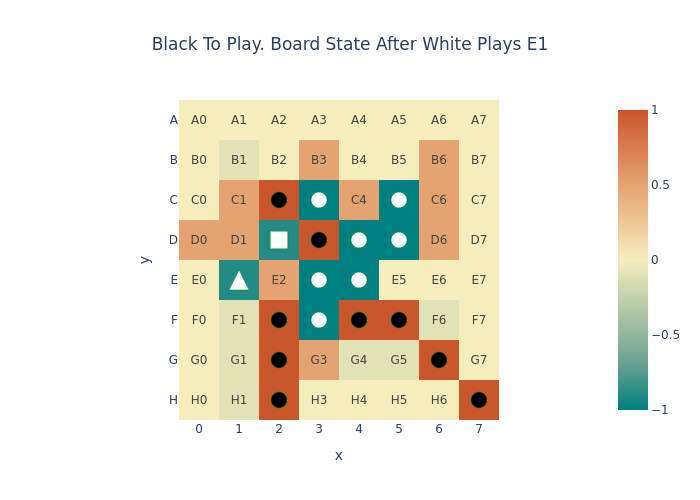 Black To Play. Board State After White Plays E1
A A0 A1 A2 A3 A4 A5 A6 A7
B B0 B1 B2 B3 B4 B5 B6 B7
C C0 C1 C4 C6 C7
D D0 D1 D6 D7
E E0 E2 E5 E6 E7
F F0 F1 F6 F7
G G0 G1 G3 G4 G5 G7
H H0 H1 H3 H4 H5 H6
0 1 2 3 4 5 6 7
x
y
1
0.5
0
−0.5
−1